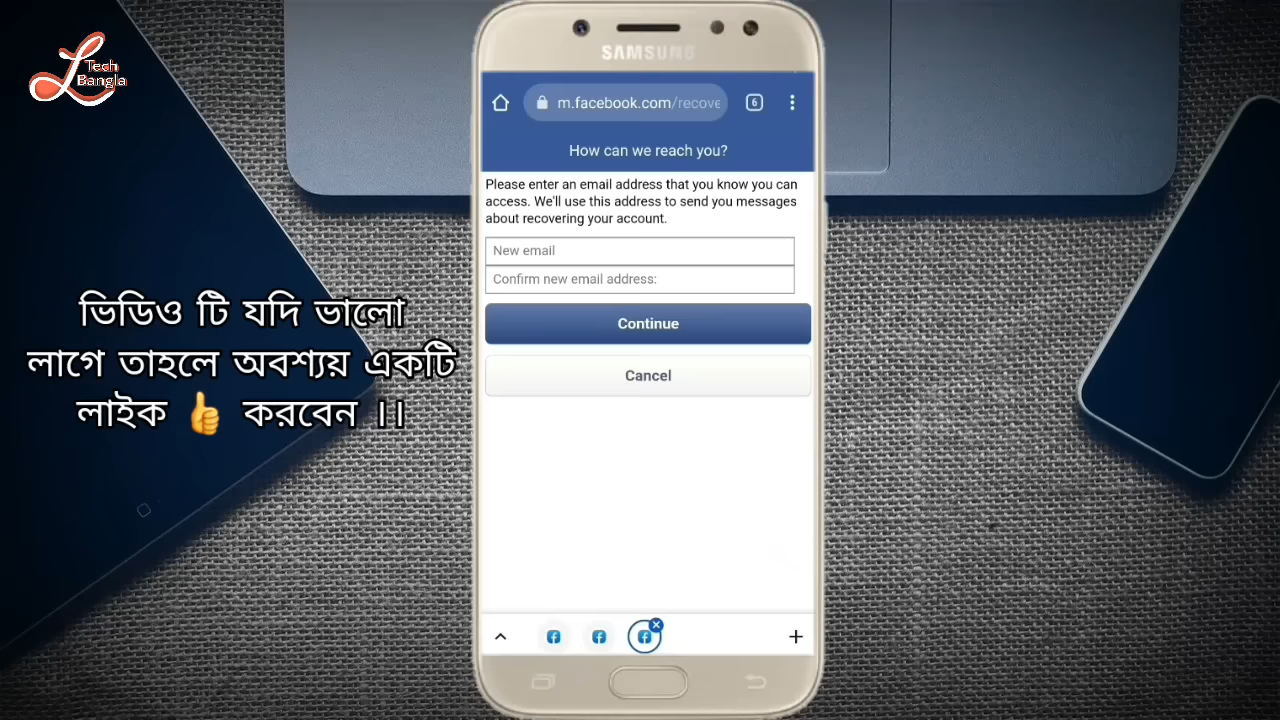 Tech
Bangla
SAMSUNG
m.facebook.com/recove
6
How can we reach you?
Please enter an email address that you know you can
access. We'll use this address to send you messages
about recovering your account.
New email
Confirm new email address:
Continue
Cancel
ভিডিও টি যদি ভালো
লাগে তাহলে অবশ্যয় একটি
লাইক 👍 করবেন ।।